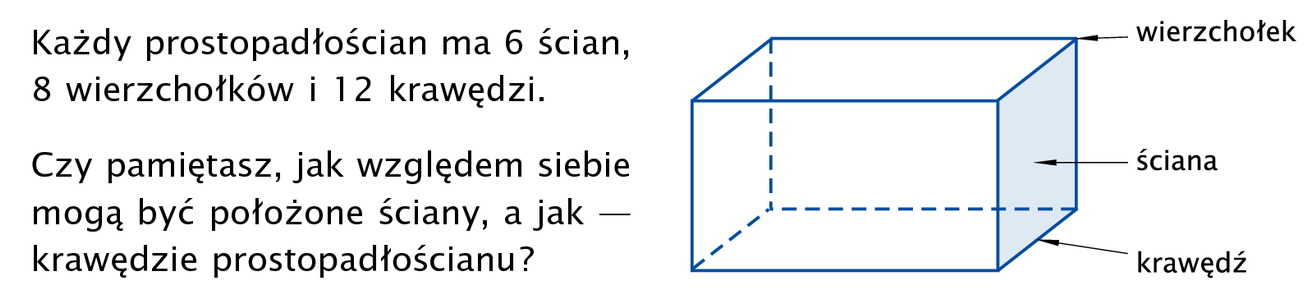 Każdy prostopadłościan ma 6 ścian,
8 wierzchołków i 12 krawędzi.
Czy pamiętasz, jak względem siebie
mogą być położone ściany, a jak —
krawędzie prostopadłościanu?
wierzchołek
ściana
krawędź